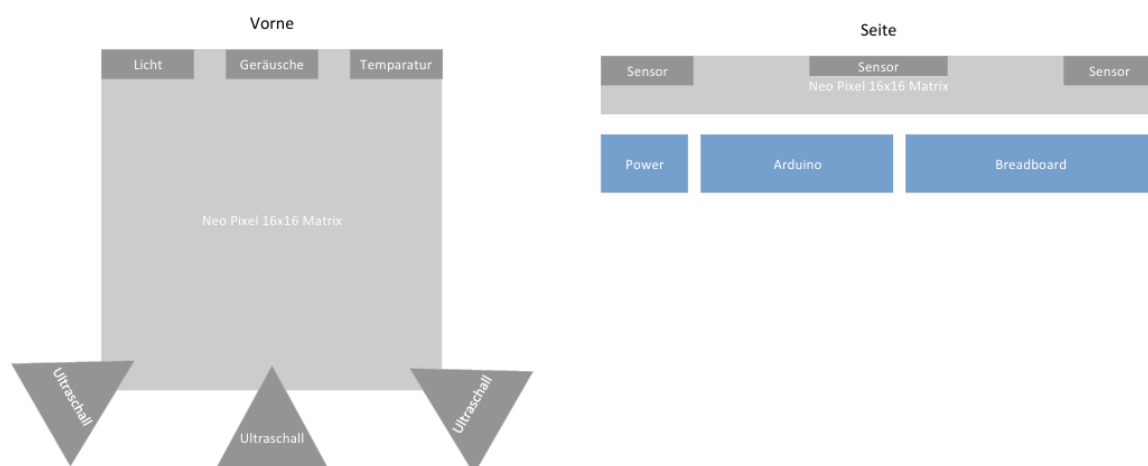 Vorne
Licht
Geräusche
Temparatur
Neo Pixel 16x16 Matrix
Ultraschall
Ultraschall
Ultraschall
Seite
Sensor
Sensor
Sensor
Neo Pixel 16x16 Matrix
Power
Arduino
Breadboard